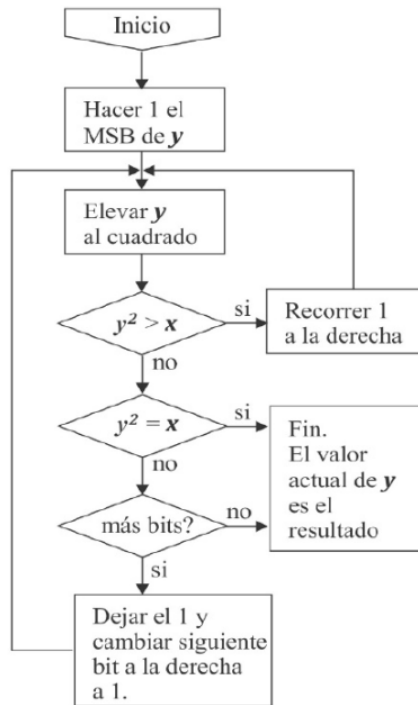 Inicio
Hacer 1 el
MSB de y
Elevar y
al cuadrado
y² > x
si
Recorrer 1
a la derecha
no
y² = x
si
Fin.
El valor
actual de y
es el
resultado
no
más bits?
no
si
Dejar el 1 y
cambiar siguiente
bit a la derecha
a 1.